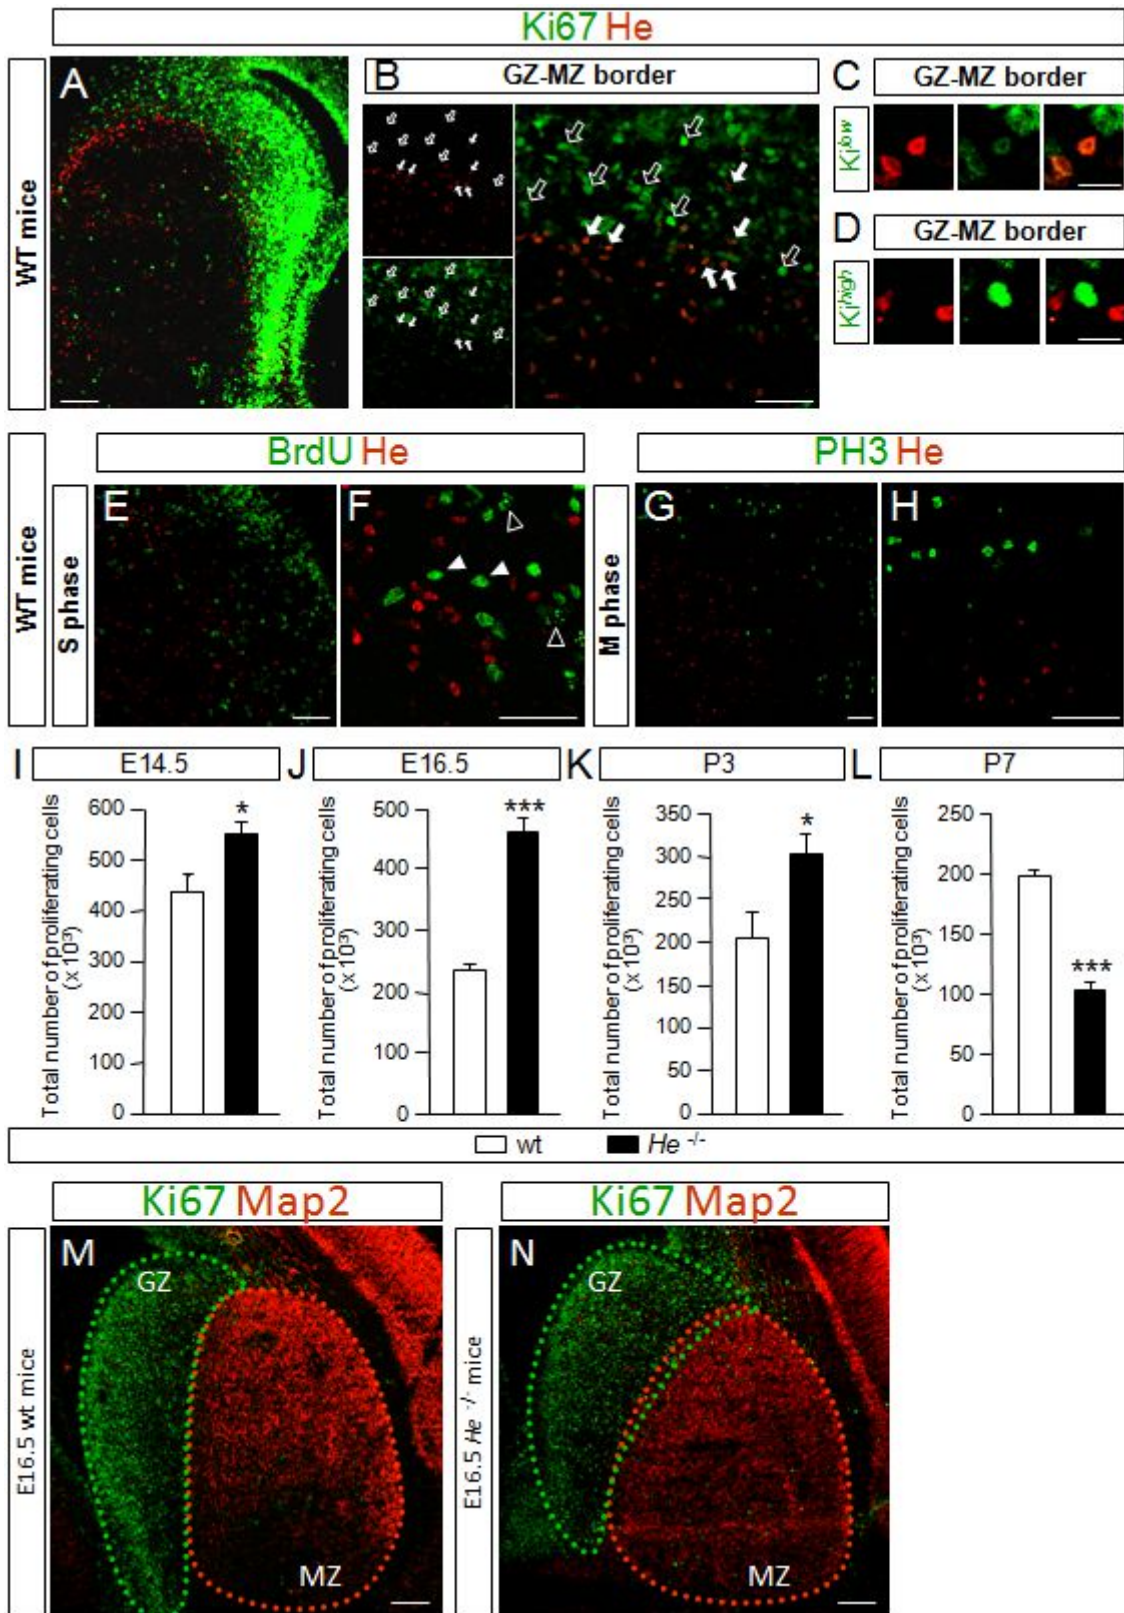 Ki67 He
WT mice
A
B
GZ-MZ border
C
GZ-MZ border
Ki low
D
GZ-MZ border
Ki high
WT mice
S phase
BrdU He
E
F
M phase
PH3 He
G
H
I
E14.5
J
E16.5
K
P3
L
P7
Total number of proliferating cells
(x 10³)
600
500
400
300
200
100
0
*
Total number of proliferating cells
(x 10³)
500
400
300
200
100
0
***
Total number of proliferating cells
(x 10³)
350
300
250
200
150
100
50
0
*
Total number of proliferating cells
(x 10³)
250
200
150
100
50
0
***
wt
He -/-
Ki67 Map2
Ki67 Map2
E16.5 wt mice
M
GZ
MZ
E16.5 He -/- mice
N
GZ
MZ